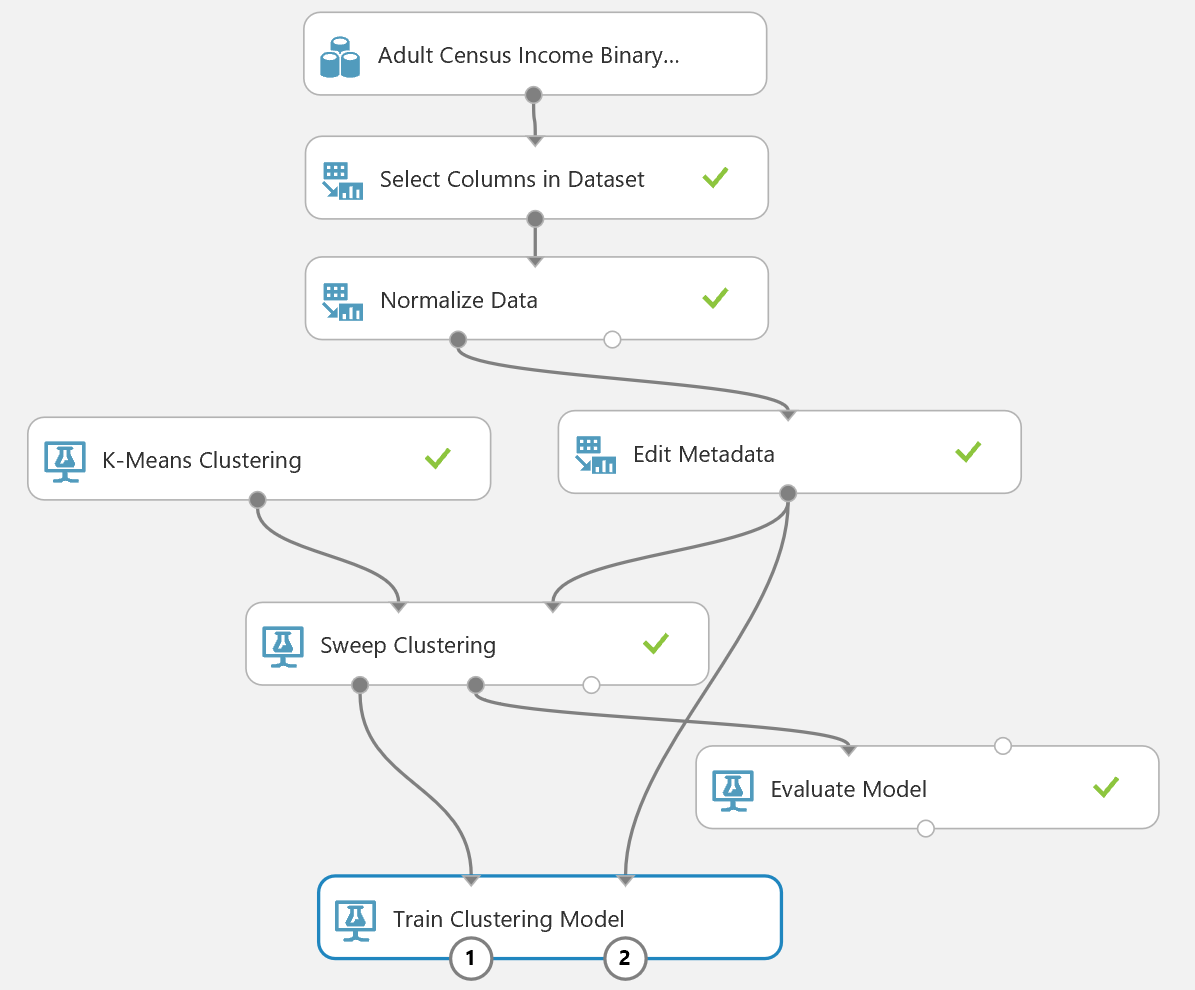 Adult Census Income Binary...
Select Columns in Dataset
Normalize Data
K-Means Clustering
Edit Metadata
Sweep Clustering
Evaluate Model
Train Clustering Model
1
2